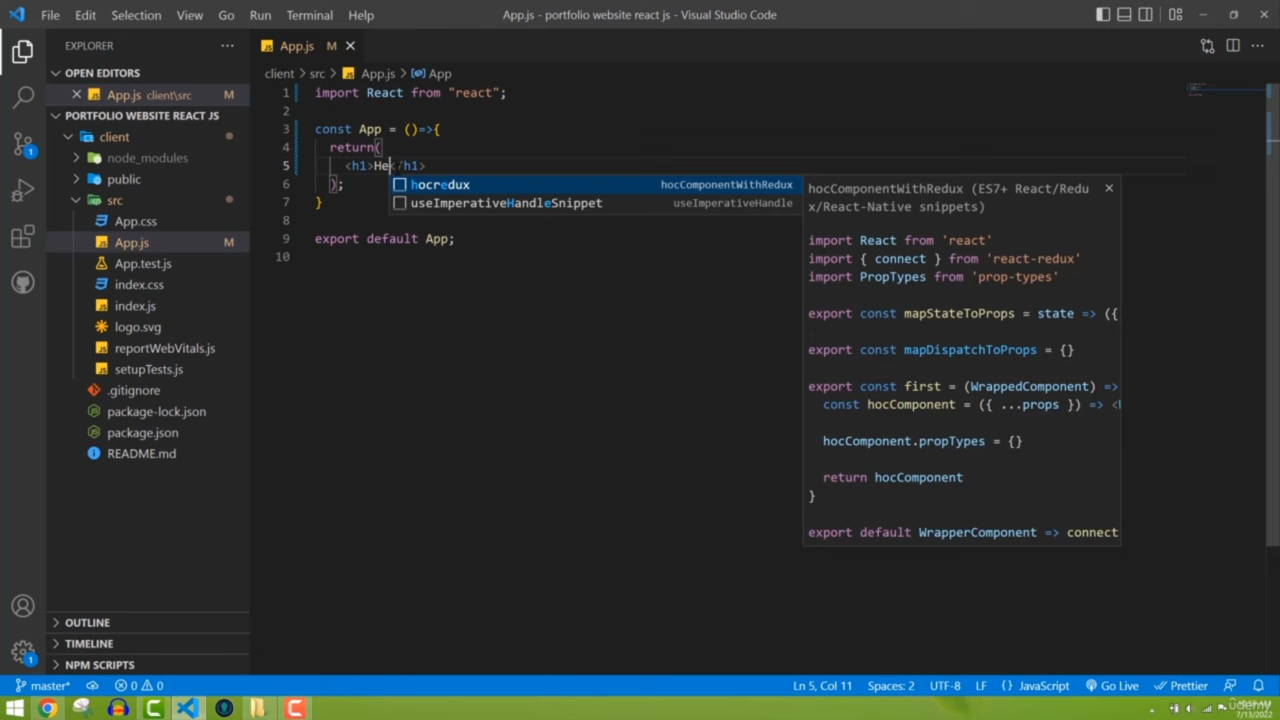 File Edit Selection View Go Run Terminal Help
App.js - portfolio website react js - Visual Studio Code
EXPLORER
OPEN EDITORS
App.js client\src M
PORTFOLIO WEBSITE REACT JS
client
node_modules
public
src
App.css
App.js M
App.test.js
index.css
index.js
logo.svg
reportWebVitals.js
setupTests.js
.gitignore
package-lock.json
package.json
README.md
OUTLINE
TIMELINE
NPM SCRIPTS
App.js M
client > src > App.js > App
1 import React from "react";
2
3 const App = ()=>{
4 return(
5 <h1>He</h1>
6 );
7 }
8
9 export default App;
10
hocredux hocComponentWithRedux
useImperativeHandleSnippet useImperativeHandle
hocComponentWithRedux (ES7+ React/Redu
x/React-Native snippets)
import React from 'react'
import { connect } from 'react-redux'
import PropTypes from 'prop-types'
export const mapStateToProps = state => ({
export const mapDispatchToProps = {}
export const first = (WrappedComponent) =>
const hocComponent = ({ ...props }) => <
hocComponent.propTypes = {}
return hocComponent
}
export default WrapperComponent => connect
master* 0 0 Ln 5, Col 11 Spaces: 2 UTF-8 LF { } JavaScript Go Live Prettier
7/13/2022
udemy